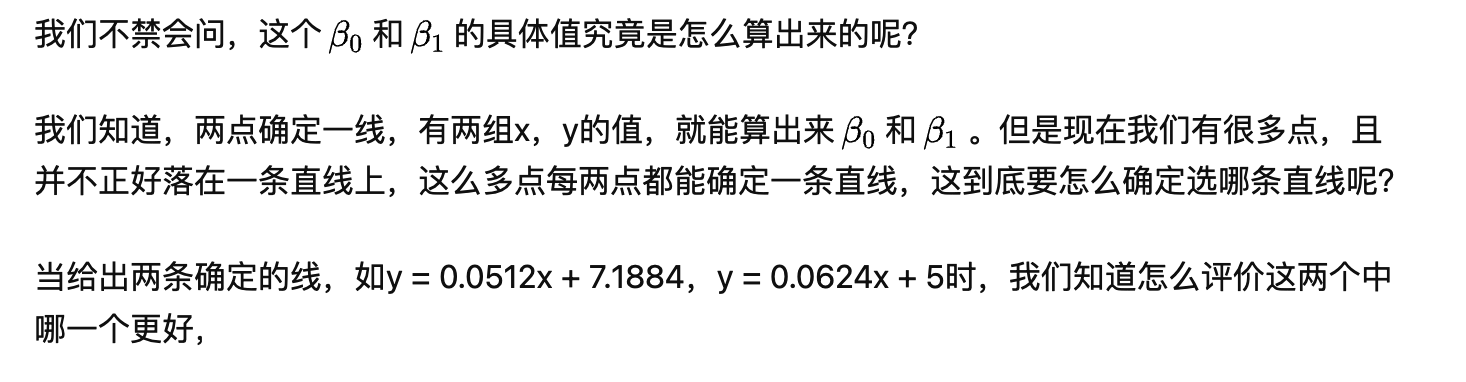 我们不禁会问，这个 β₀ 和 β₁ 的具体值究竟是怎么算出来的呢？
我们知道，两点确定一线，有两组x，y的值，就能算出来 β₀ 和 β₁ 。但是现在我们有很多点，且
并不正好落在一条直线上，这么多点每两点都能确定一条直线，这到底要怎么确定选哪条直线呢？
当给出两条确定的线，如y = 0.0512x + 7.1884，y = 0.0624x + 5时，我们知道怎么评价这两个中
哪一个更好，